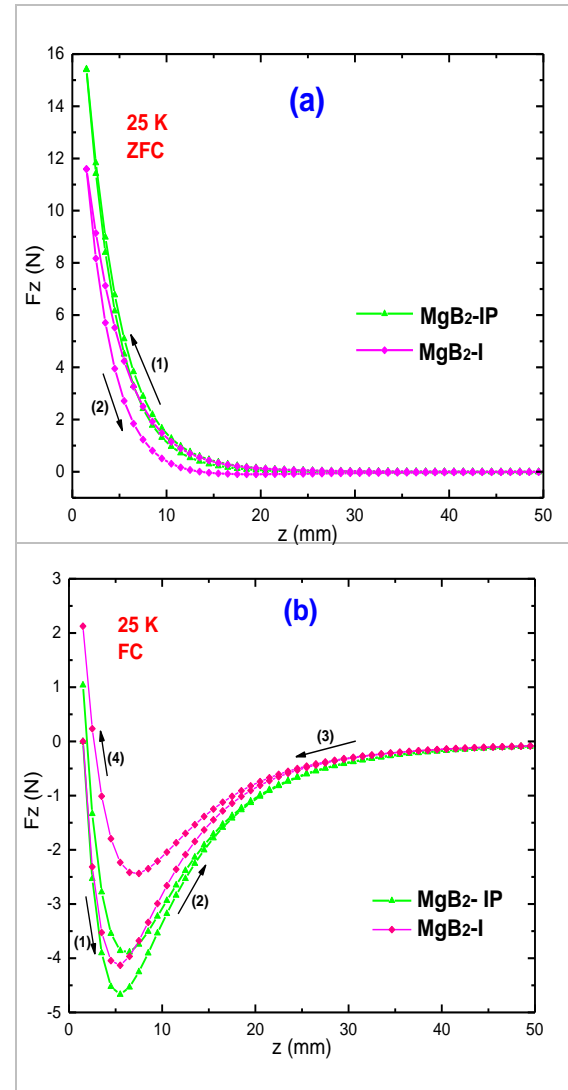 16
14
12
10
8
6
4
2
0
Fz (N)
(a)
25 K
ZFC
MgB2-IP
MgB2-I
(1)
(2)
0 10 20 30 40 50
z (mm)
3
2
1
0
-1
-2
-3
-4
-5
Fz (N)
(b)
25 K
FC
(3)
(4)
(1)
(2)
MgB2- IP
MgB2-I
0 10 20 30 40 50
z (mm)